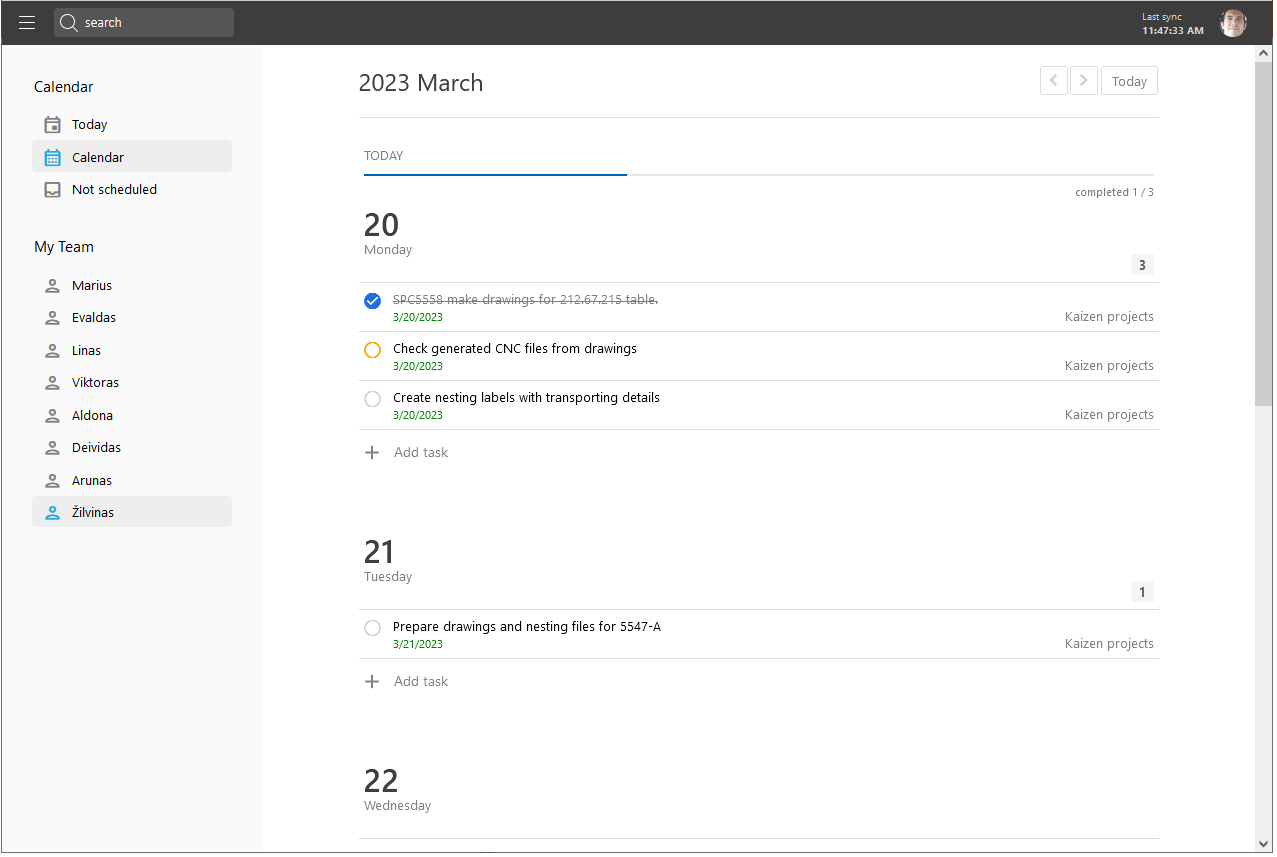 search
Last sync
11:47:33 AM
Calendar
Today
Calendar
Not scheduled
My Team
Marius
Evaldas
Linas
Viktoras
Aldona
Deividas
Arunas
Žilvinas
2023 March
Today
TODAY
completed 1 / 3
20
Monday
3
SPC5558 make drawings for 212.67.215 table.
3/20/2023
Kaizen projects
Check generated CNC files from drawings
3/20/2023
Kaizen projects
Create nesting labels with transporting details
3/20/2023
Kaizen projects
Add task
21
Tuesday
1
Prepare drawings and nesting files for 5547-A
3/21/2023
Kaizen projects
Add task
22
Wednesday